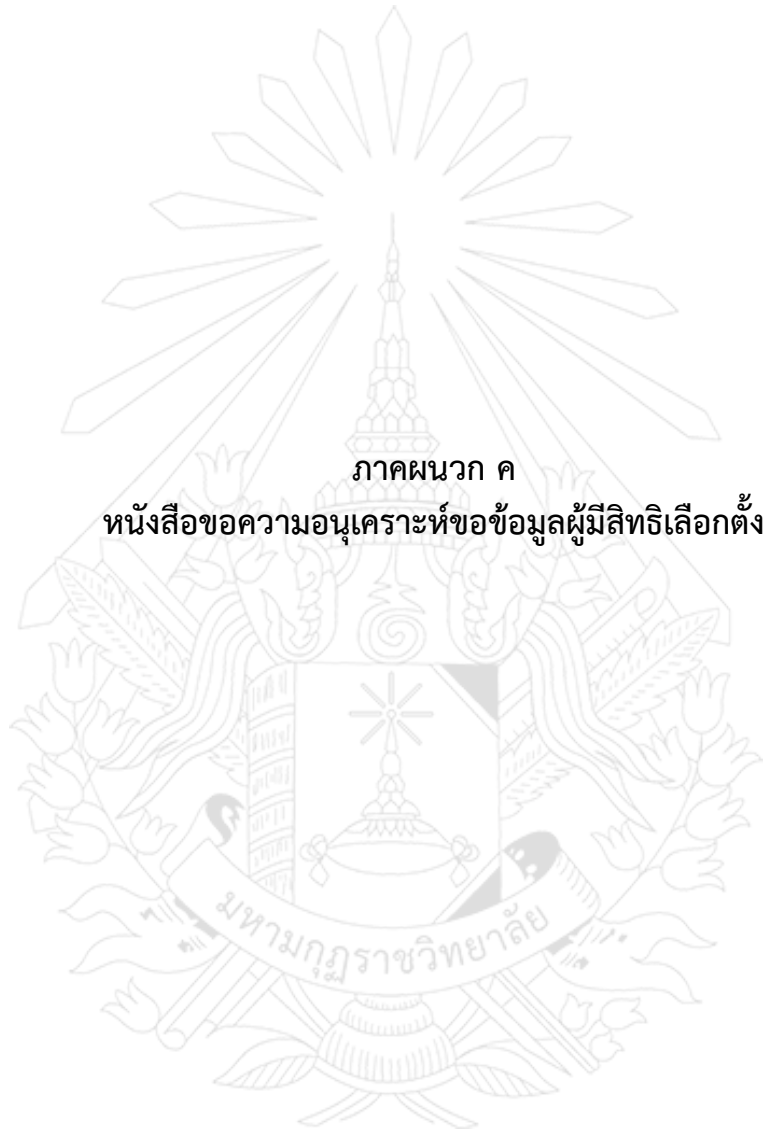 ภาคผนวก ค
หนังสือขอความอนุเคราะห์ขอข้อมูลผู้มีสิทธิเลือกตั้ง
มหามกุฏราชวิทยาลัย